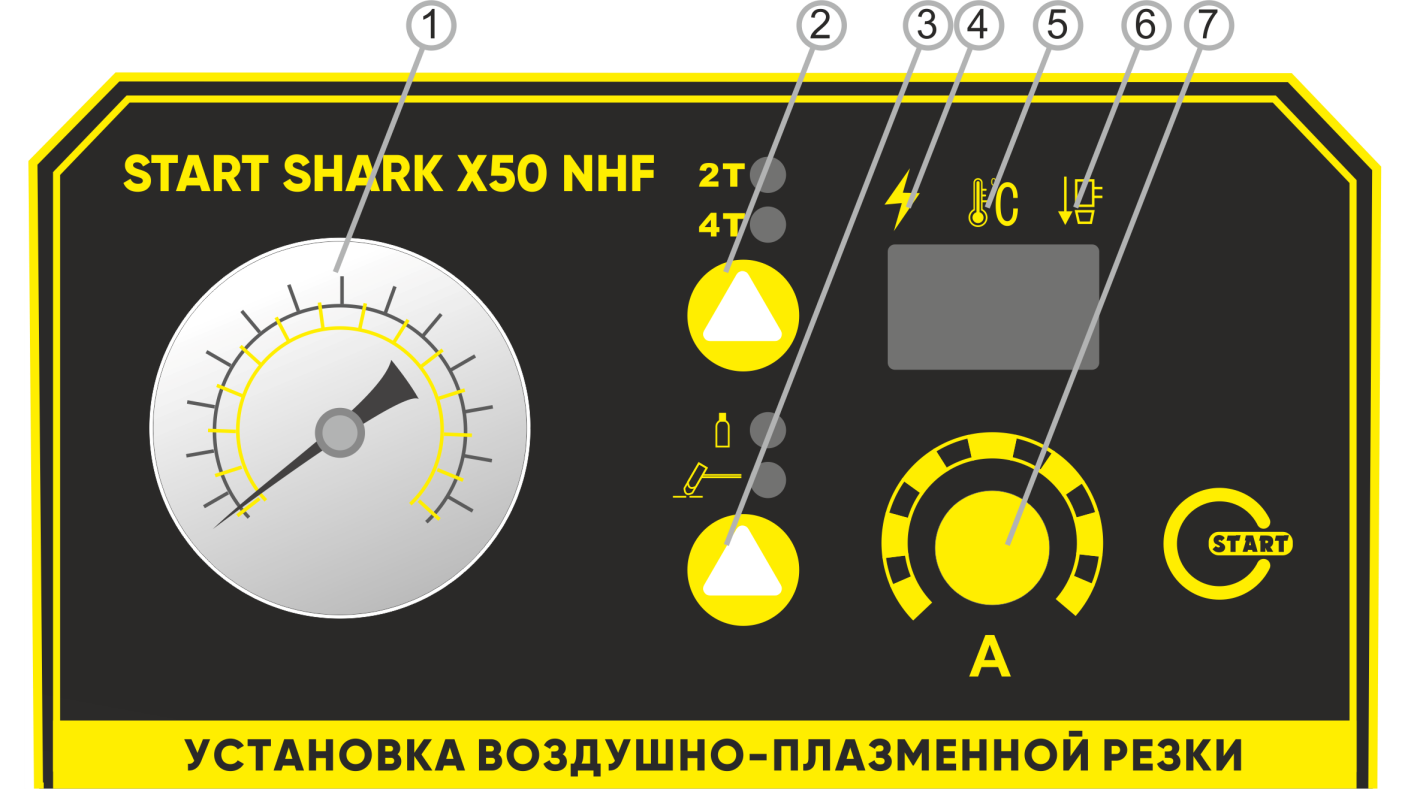 1 2 3 4 5 6 7
START SHARK X50 NHF
2T
4T
°C
A
START
УСТАНОВКА ВОЗДУШНО-ПЛАЗМЕННОЙ РЕЗКИ